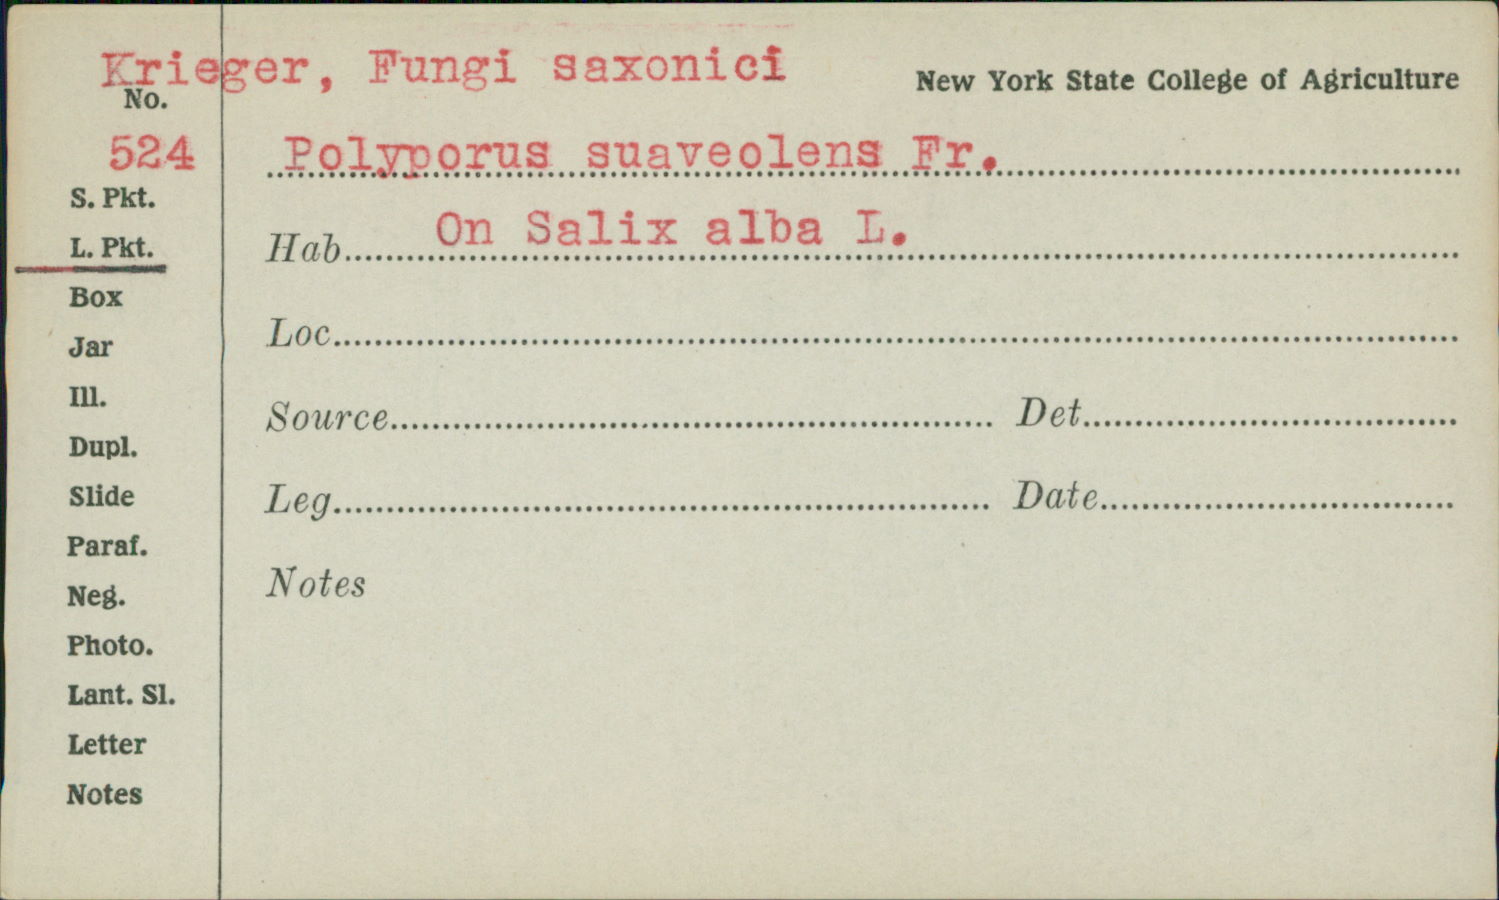 Krieger, Fungi saxonici
New York State College of Agriculture
No.
524
Polyporus suaveolens Fr.
S. Pkt.
Hab. On Salix alba L.
L. Pkt.
Box
Loc.
Jar
Ill.
Source
Det.
Dupl.
Slide
Leg.
Date
Paraf.
Notes
Neg.
Photo.
Lant. Sl.
Letter
Notes